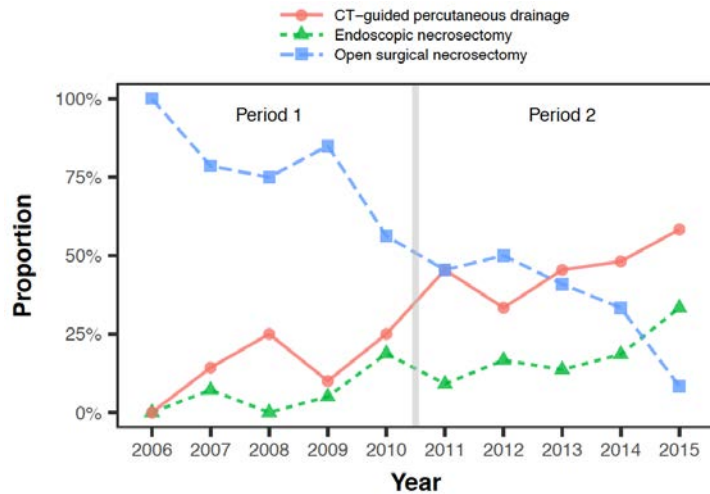 CT-guided percutaneous drainage
Endoscopic necrosectomy
Open surgical necrosectomy
Period 1 Period 2
100%
75%
50%
25%
0%
Proportion
2006 2007 2008 2009 2010 2011 2012 2013 2014 2015
Year